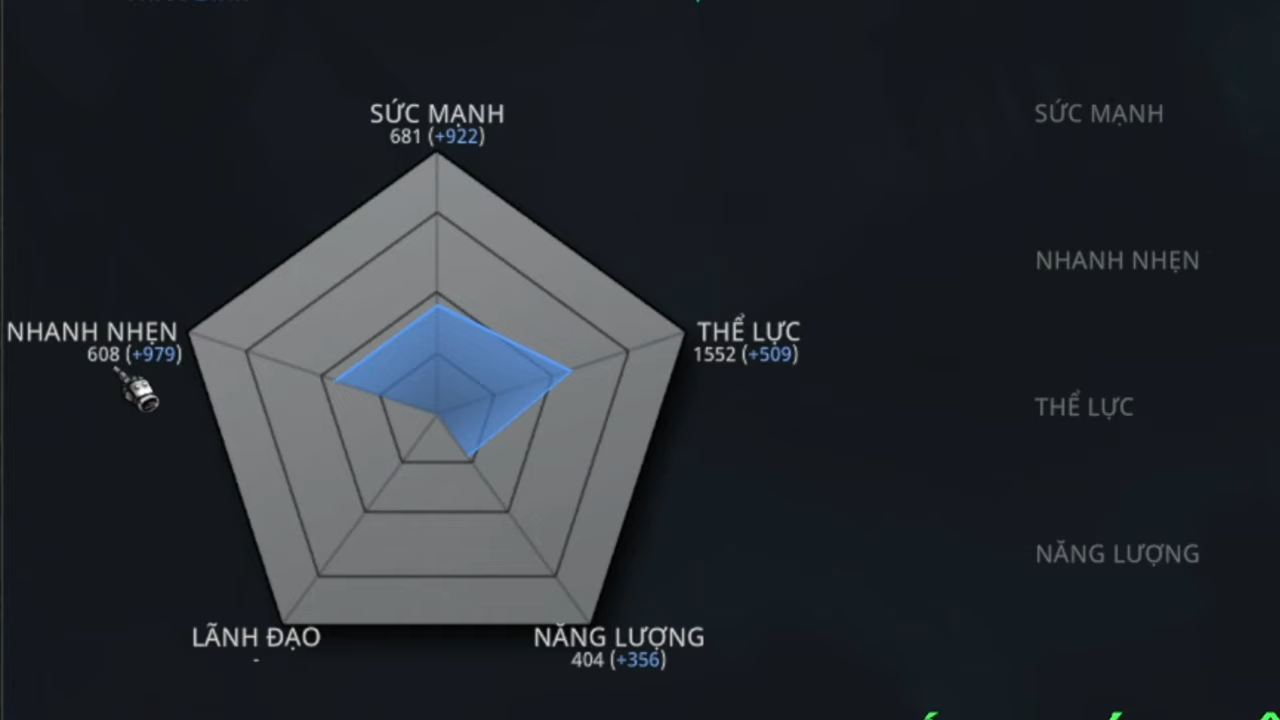 SỨC MẠNH
681 (+922)
NHANH NHẸN
608 (+979)
THỂ LỰC
1552 (+509)
LÃNH ĐẠO
-
NĂNG LƯỢNG
404 (+356)
SỨC MẠNH
NHANH NHẸN
THỂ LỰC
NĂNG LƯỢNG